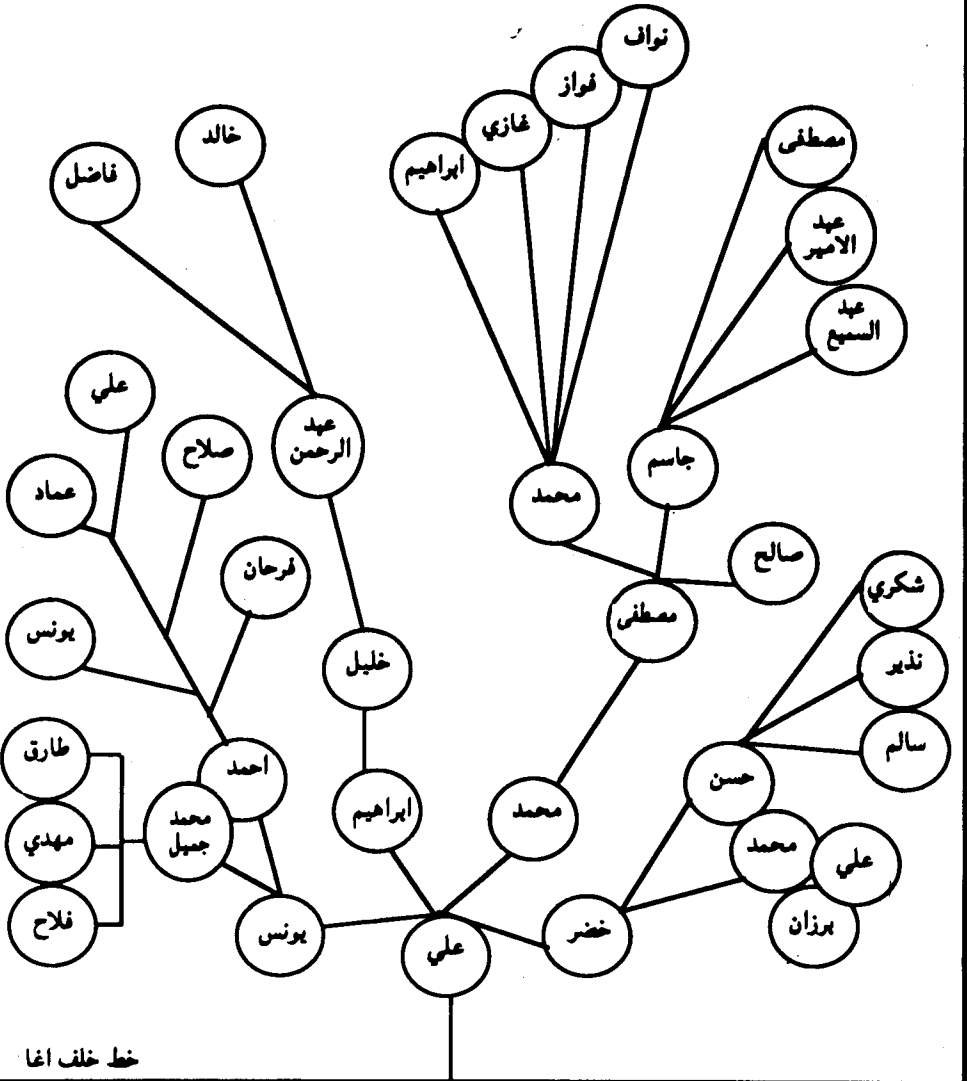 نواف
فواز
غازي
ابراهيم
خالد
فاضل
مصطفى
عبد
الامير
عبد
السميع
علي
صلاح
عماد
عبد
الرحمن
محمد
جاسم
فرحان
صالح
يونس
خليل
مصطفى
شكري
نذير
سالم
طارق
احمد
محمد
جميل
مهدي
فلاح
ابراهيم
محمد
حسن
محمد
علي
برزان
يونس
علي
خضر
خط خلف اغا